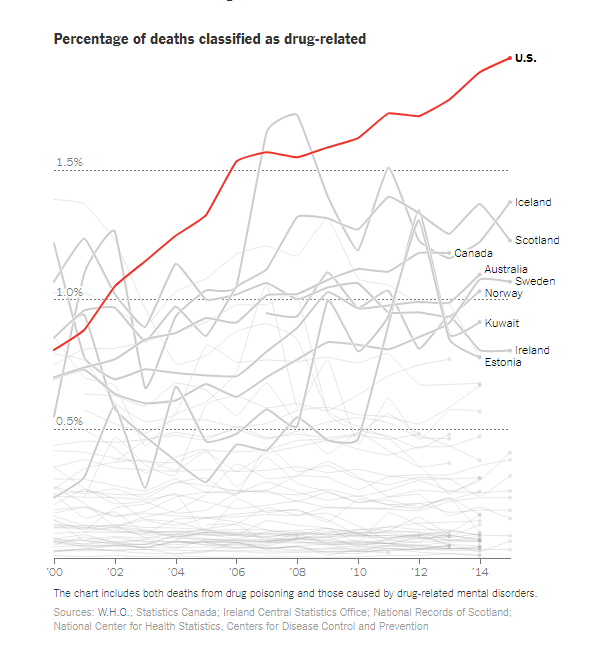 Percentage of deaths classified as drug-related
U.S.
1.5%
Iceland
Scotland
Canada
Australia
Sweden
1.0%
Norway
Kuwait
Ireland
Estonia
0.5%
'00 '02 '04 '06 '08 '10 '12 '14
The chart includes both deaths from drug poisoning and those caused by drug-related mental disorders.
Sources: W.H.O.; Statistics Canada; Ireland Central Statistics Office; National Records of Scotland;
National Center for Health Statistics, Centers for Disease Control and Prevention